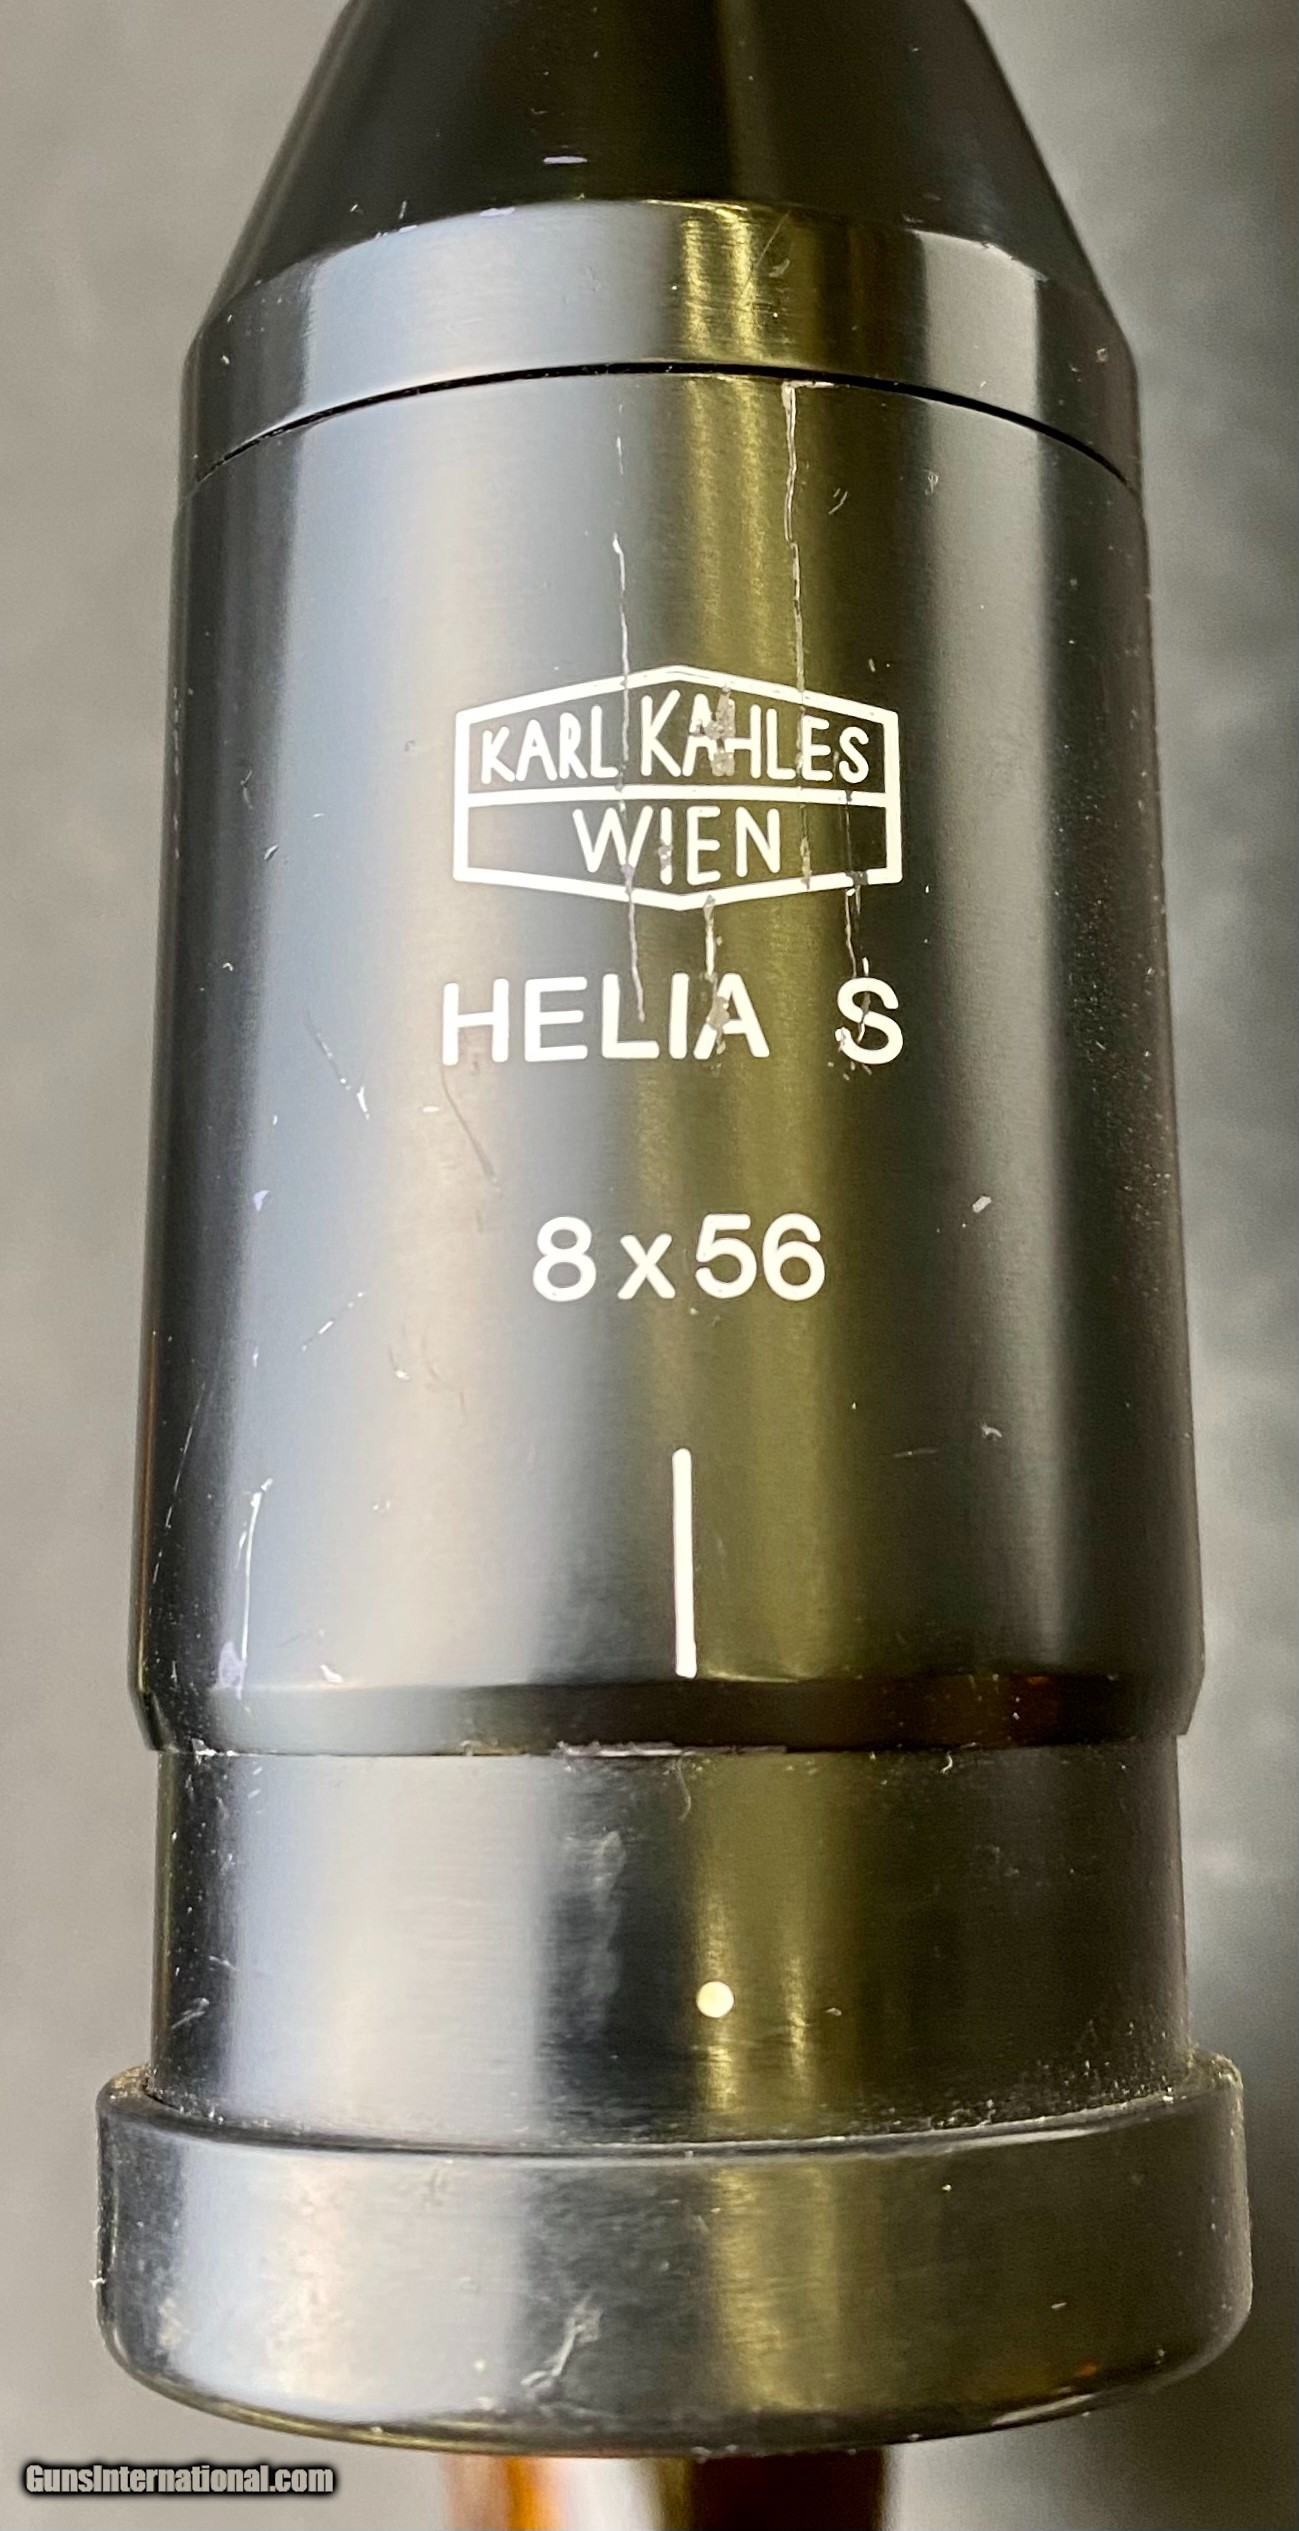 KARL KAHLES
WIEN
HELIA S
8x56
GunsInternational.com